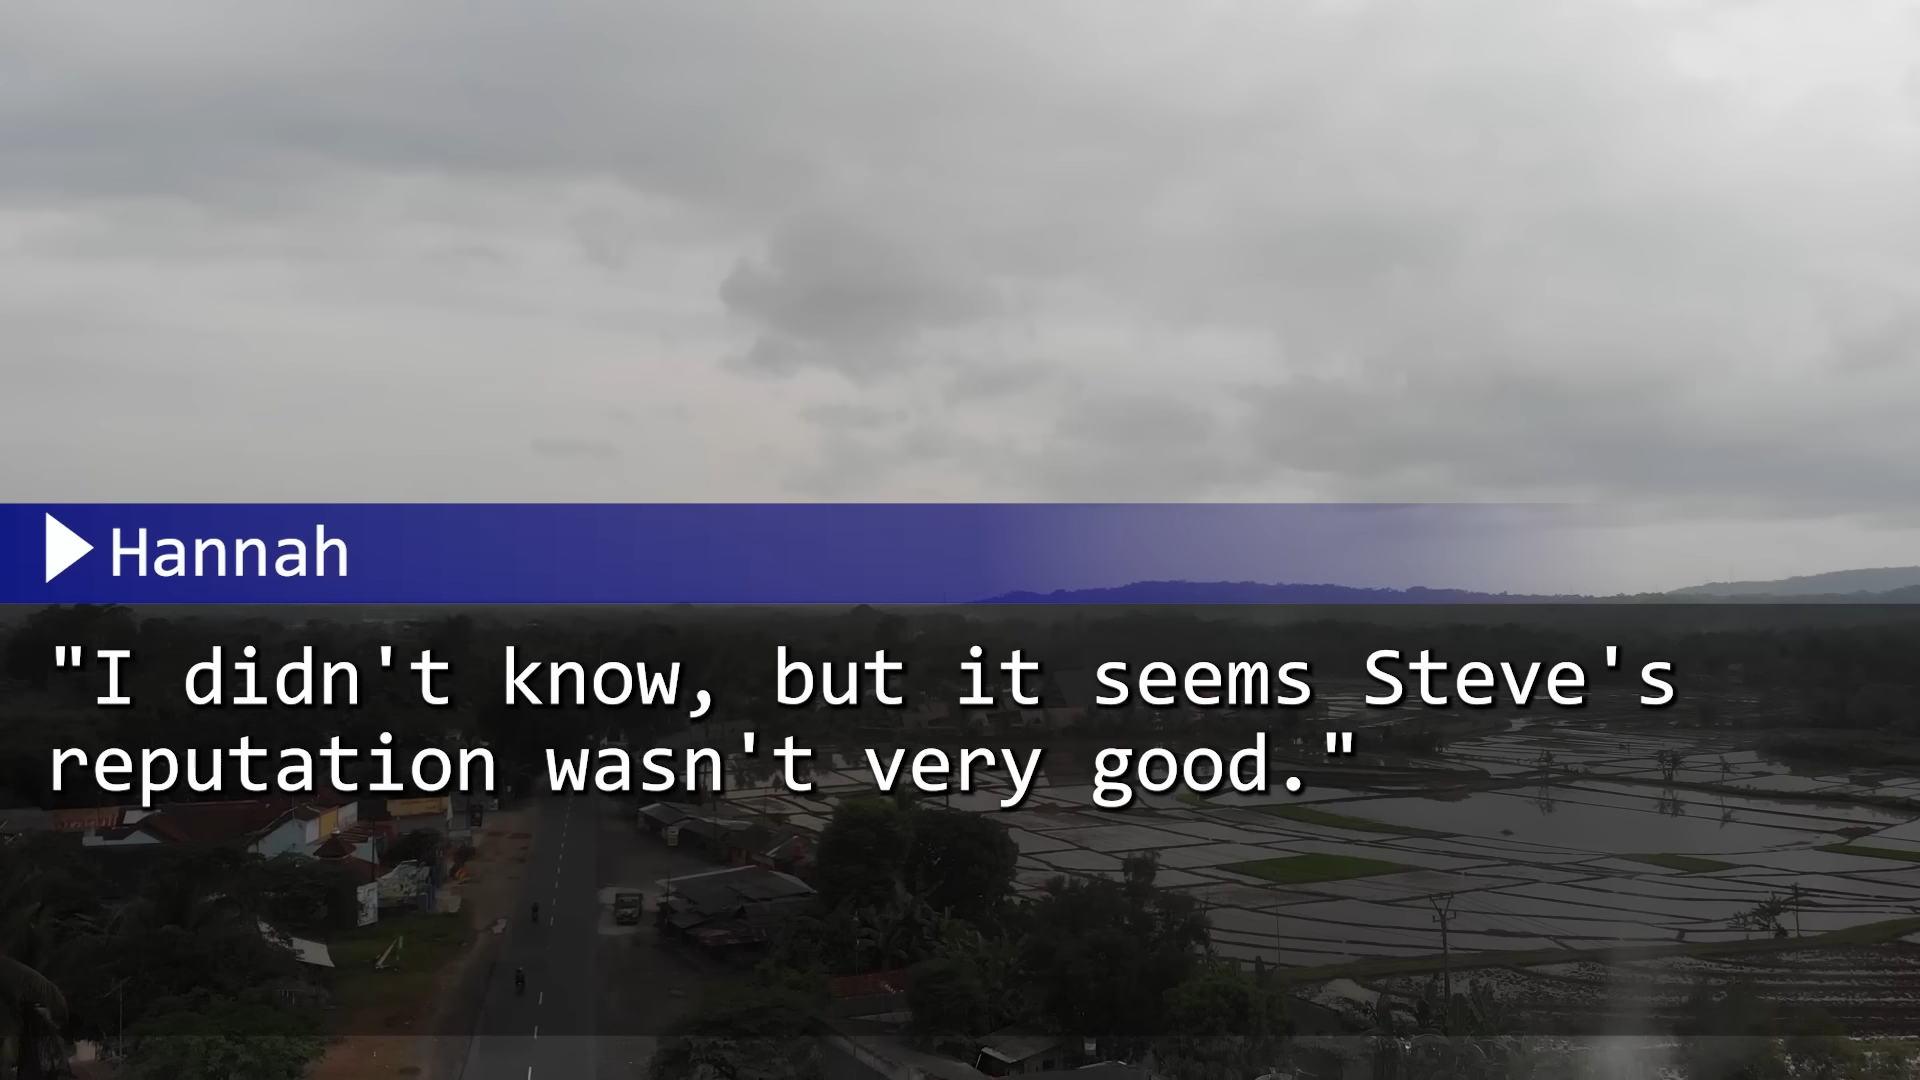 Hannah
"I didn't know, but it seems Steve's
reputation wasn't very good."